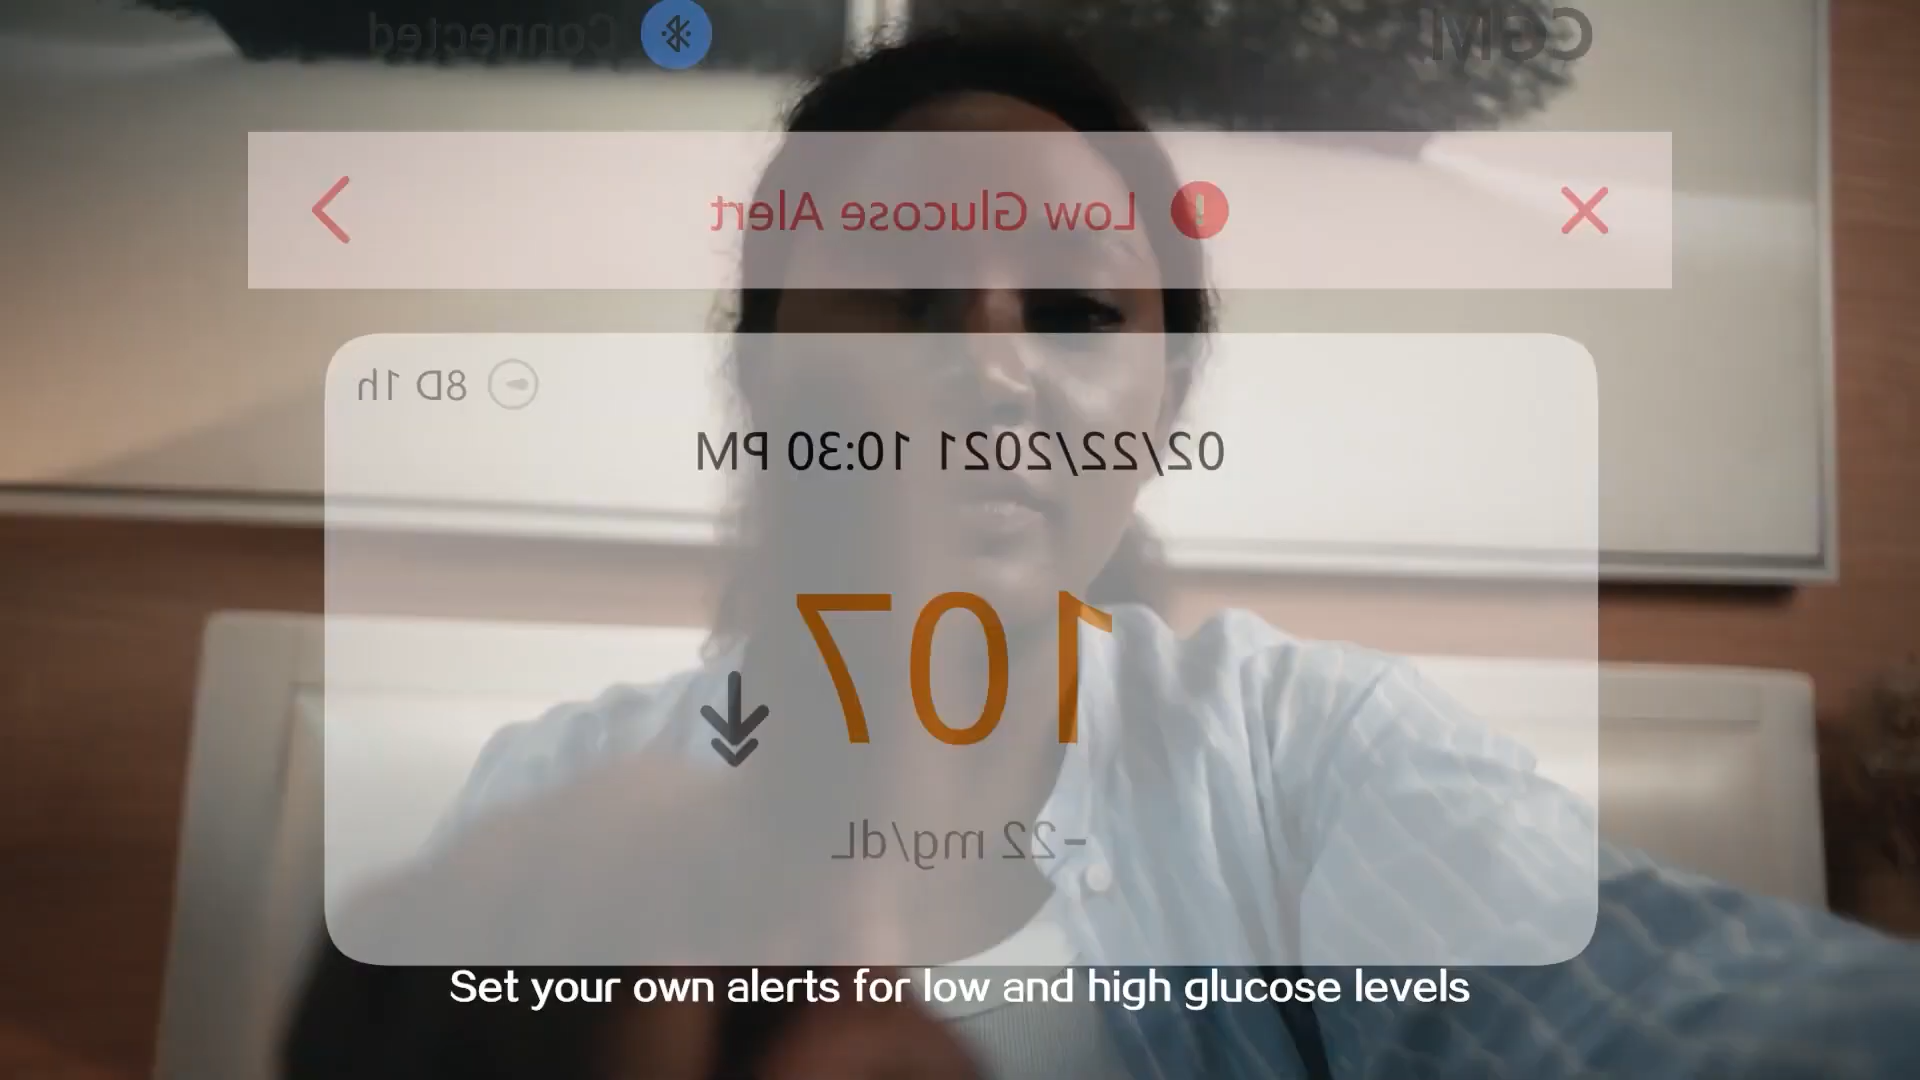 CGM Connected
Low Glucose Alert
8D 1h
02/22/2021 10:30 PM
107
-22 mg/dL
Set your own alerts for low and high glucose levels